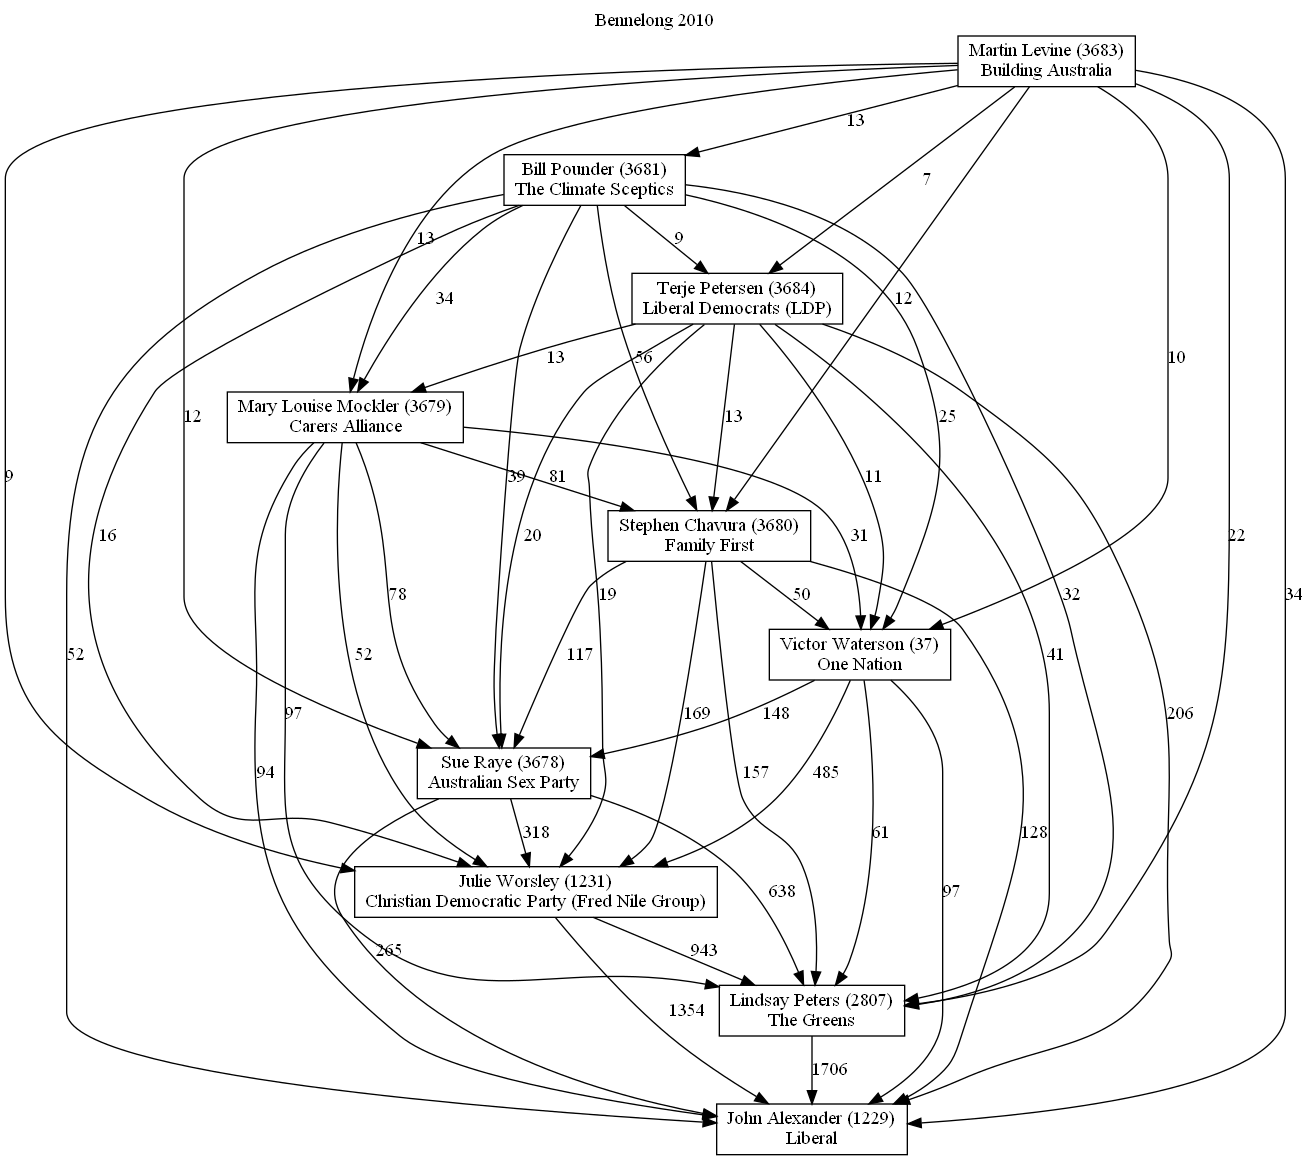 Bennelong 2010
Martin Levine (3683)
Building Australia
13
Bill Pounder (3681)
The Climate Sceptics
7
13
9
Terje Petersen (3684)
Liberal Democrats (LDP)
34
12
56
13
10
Mary Louise Mockler (3679)
Carers Alliance
12
13
25
9
39
81
11
Stephen Chavura (3680)
Family First
16
20
31
22
78
19
50
32
34
Victor Waterson (37)
One Nation
52
52
117
41
97
169
148
206
Sue Raye (3678)
Australian Sex Party
94
157
485
318
61
128
Julie Worsley (1231)
Christian Democratic Party (Fred Nile Group)
638
97
265
943
Lindsay Peters (2807)
The Greens
1354
1706
John Alexander (1229)
Liberal